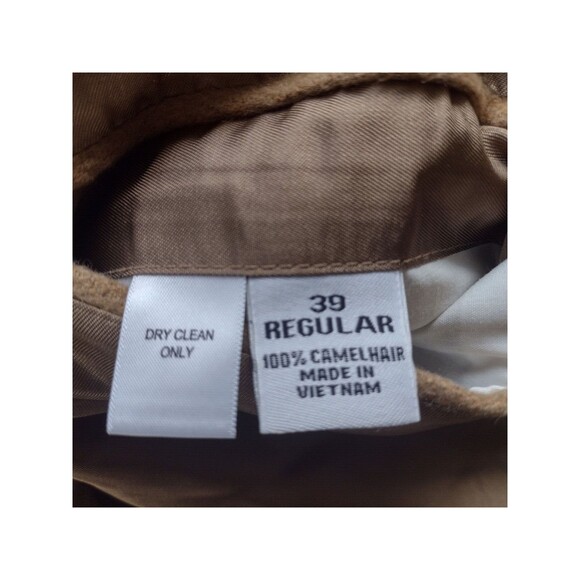 DRY CLEAN
ONLY
39
REGULAR
100% CAMELHAIR
MADE IN
VIETNAM